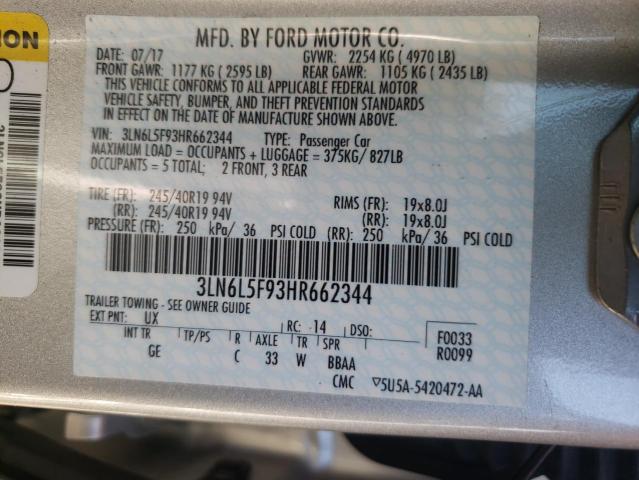 MFD. BY FORD MOTOR CO.
DATE: 07/17 GVWR: 2254 KG ( 4970 LB)
FRONT GAWR: 1177 KG ( 2595 LB) REAR GAWR: 1105 KG ( 2435 LB)
THIS VEHICLE CONFORMS TO ALL APPLICABLE FEDERAL MOTOR
VEHICLE SAFETY, BUMPER, AND THEFT PREVENTION STANDARDS
IN EFFECT ON THE DATE OF MANUFACTURE SHOWN ABOVE.
VIN: 3LN6L5F93HR662344 TYPE: Passenger Car
MAXIMUM LOAD = OCCUPANTS + LUGGAGE = 375KG/ 827LB
OCCUPANTS = 5 TOTAL; 2 FRONT, 3 REAR
TIRE (FR): 245/40R19 94V RIMS (FR): 19x8.0J
(RR): 245/40R19 94V (RR): 19x8.0J
PRESSURE (FR): 250 kPa/ 36 PSI COLD (RR): 250 kPa/ 36 PSI COLD
3LN6L5F93HR662344
TRAILER TOWING - SEE OWNER GUIDE
EXT PNT: UX RC: 14 DSO: F0033
INT TR TP/PS R AXLE TR SPR R0099
GE C 33 W BBAA
CMC ▽5U5A-5420472-AA